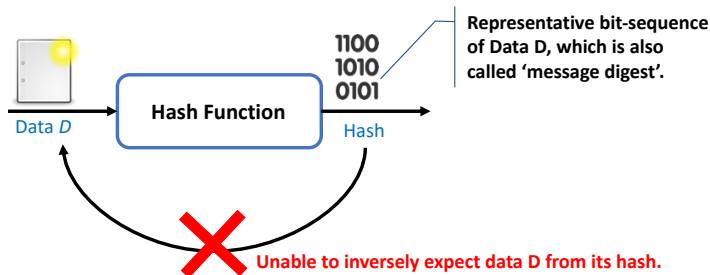 Representative bit-sequence
of Data D, which is also
called ‘message digest’.
1100
1010
0101
Hash Function
Data D
Hash
Unable to inversely expect data D from its hash.